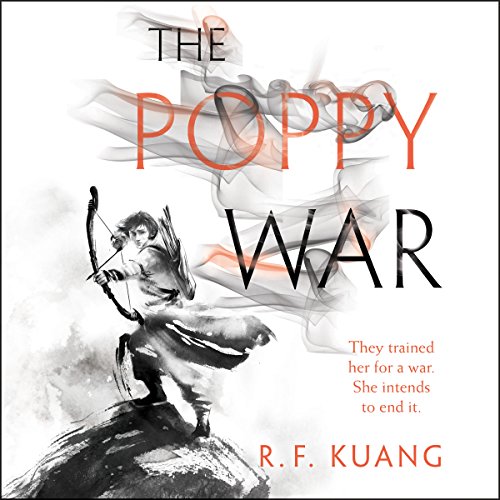 THE
POPPY
WAR
They trained
her for a war.
She intends
to end it.
R. F. KUANG